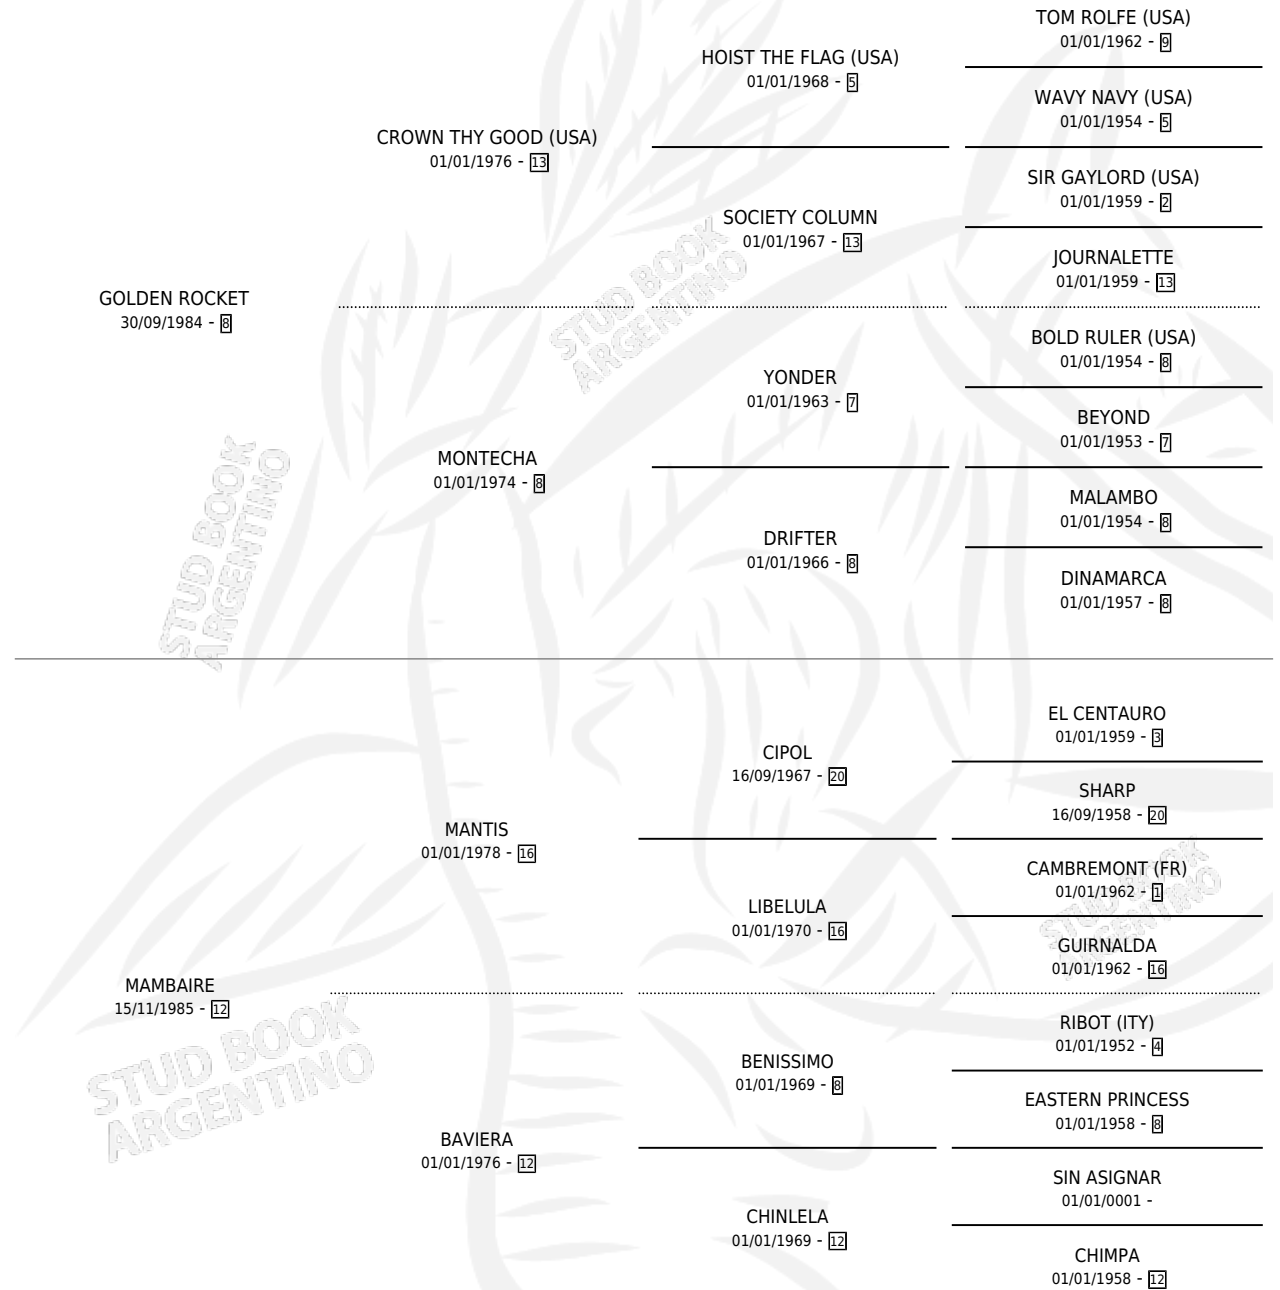 TOM ROLFE (USA)
01/01/1962 - 9
HOIST THE FLAG (USA)
01/01/1968 - 5
WAVY NAVY (USA)
01/01/1954 - 5
CROWN THY GOOD (USA)
01/01/1976 - 13
SIR GAYLORD (USA)
01/01/1959 - 2
SOCIETY COLUMN
01/01/1967 - 13
JOURNALETTE
01/01/1959 - 13
GOLDEN ROCKET
30/09/1984 - 8
BOLD RULER (USA)
01/01/1954 - 8
YONDER
01/01/1963 - 7
BEYOND
01/01/1953 - 7
MONTECHA
01/01/1974 - 8
MALAMBO
01/01/1954 - 8
DRIFTER
01/01/1966 - 8
DINAMARCA
01/01/1957 - 8
STUD BOOK
ARGENTINO
STUD BOOK
ARGENTINO
EL CENTAURO
01/01/1959 - 3
CIPOL
16/09/1967 - 20
SHARP
16/09/1958 - 20
MANTIS
01/01/1978 - 16
CAMBREMONT (FR)
01/01/1962 - 1
LIBELULA
01/01/1970 - 16
GUIRNALDA
01/01/1962 - 16
MAMBAIRE
15/11/1985 - 12
RIBOT (ITY)
01/01/1952 - 4
BENISSIMO
01/01/1969 - 8
EASTERN PRINCESS
01/01/1958 - 8
BAVIERA
01/01/1976 - 12
SIN ASIGNAR
01/01/0001 -
CHINLELA
01/01/1969 - 12
CHIMPA
01/01/1958 - 12
STUD BOOK
ARGENTINO
STUD BOOK
ARGENTINO